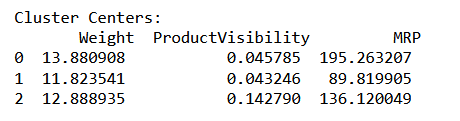 Cluster Centers:
Weight ProductVisibility MRP
0 13.880908 0.045785 195.263207
1 11.823541 0.043246 89.819905
2 12.888935 0.142790 136.120049